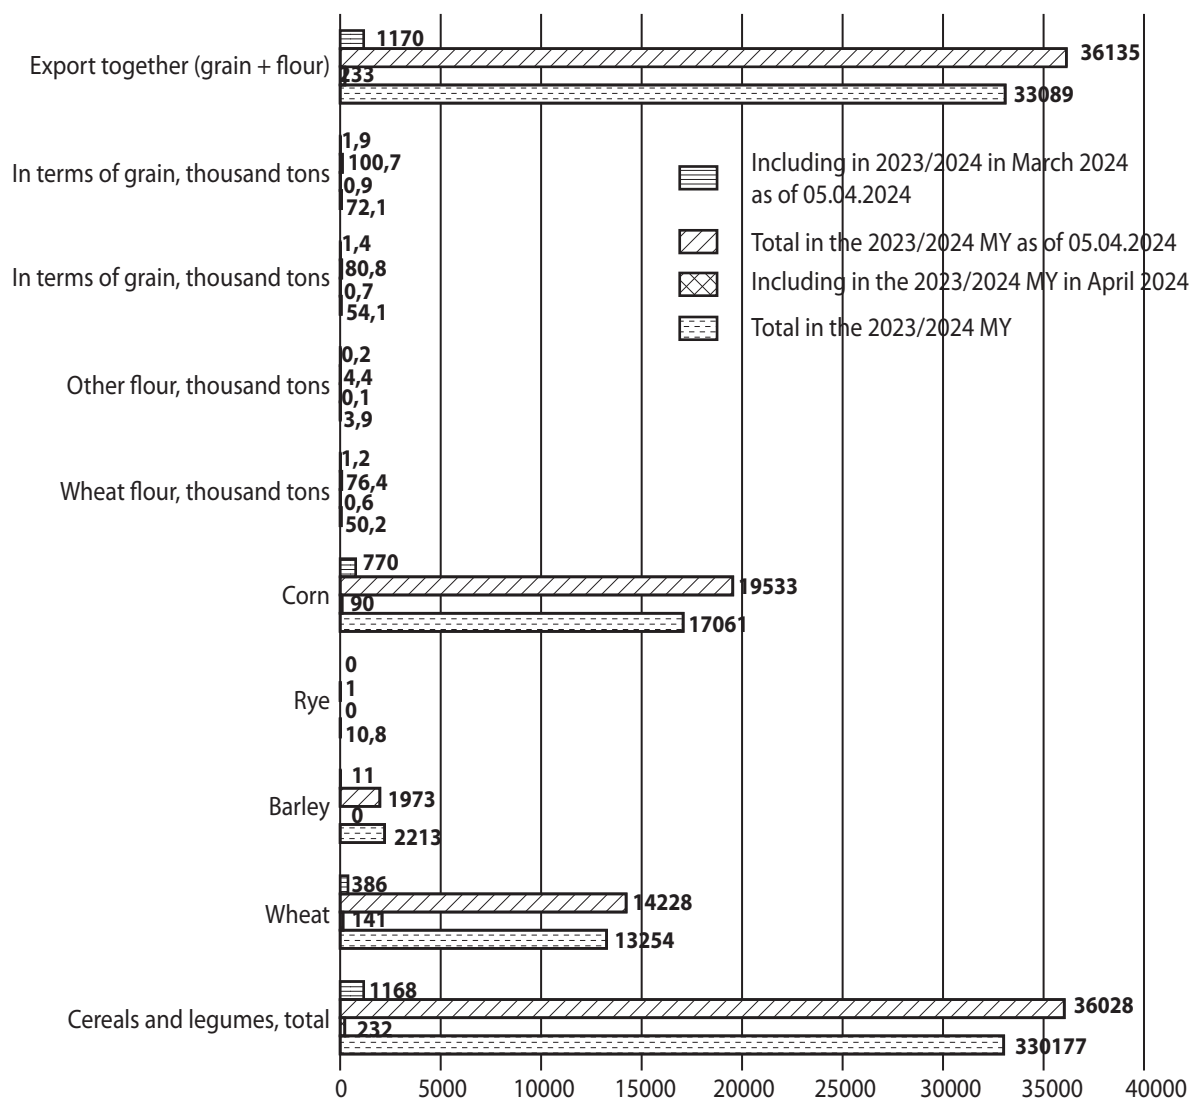 1170
36135
Export together (grain + flour)
233
33089
1,9
100,7
In terms of grain, thousand tons
0,9
72,1
Including in 2023/2024 in March 2024
as of 05.04.2024
Total in the 2023/2024 MY as of 05.04.2024
Including in the 2023/2024 MY in April 2024
Total in the 2023/2024 MY
1,4
80,8
In terms of grain, thousand tons
0,7
54,1
0,2
4,4
Other flour, thousand tons
0,1
3,9
1,2
76,4
Wheat flour, thousand tons
0,6
50,2
770
19533
Corn
90
17061
0
1
Rye
0
10,8
11
1973
Barley
0
2213
386
14228
Wheat
141
13254
1168
36028
Cereals and legumes, total
232
330177
0 5000 10000 15000 20000 25000 30000 35000 40000